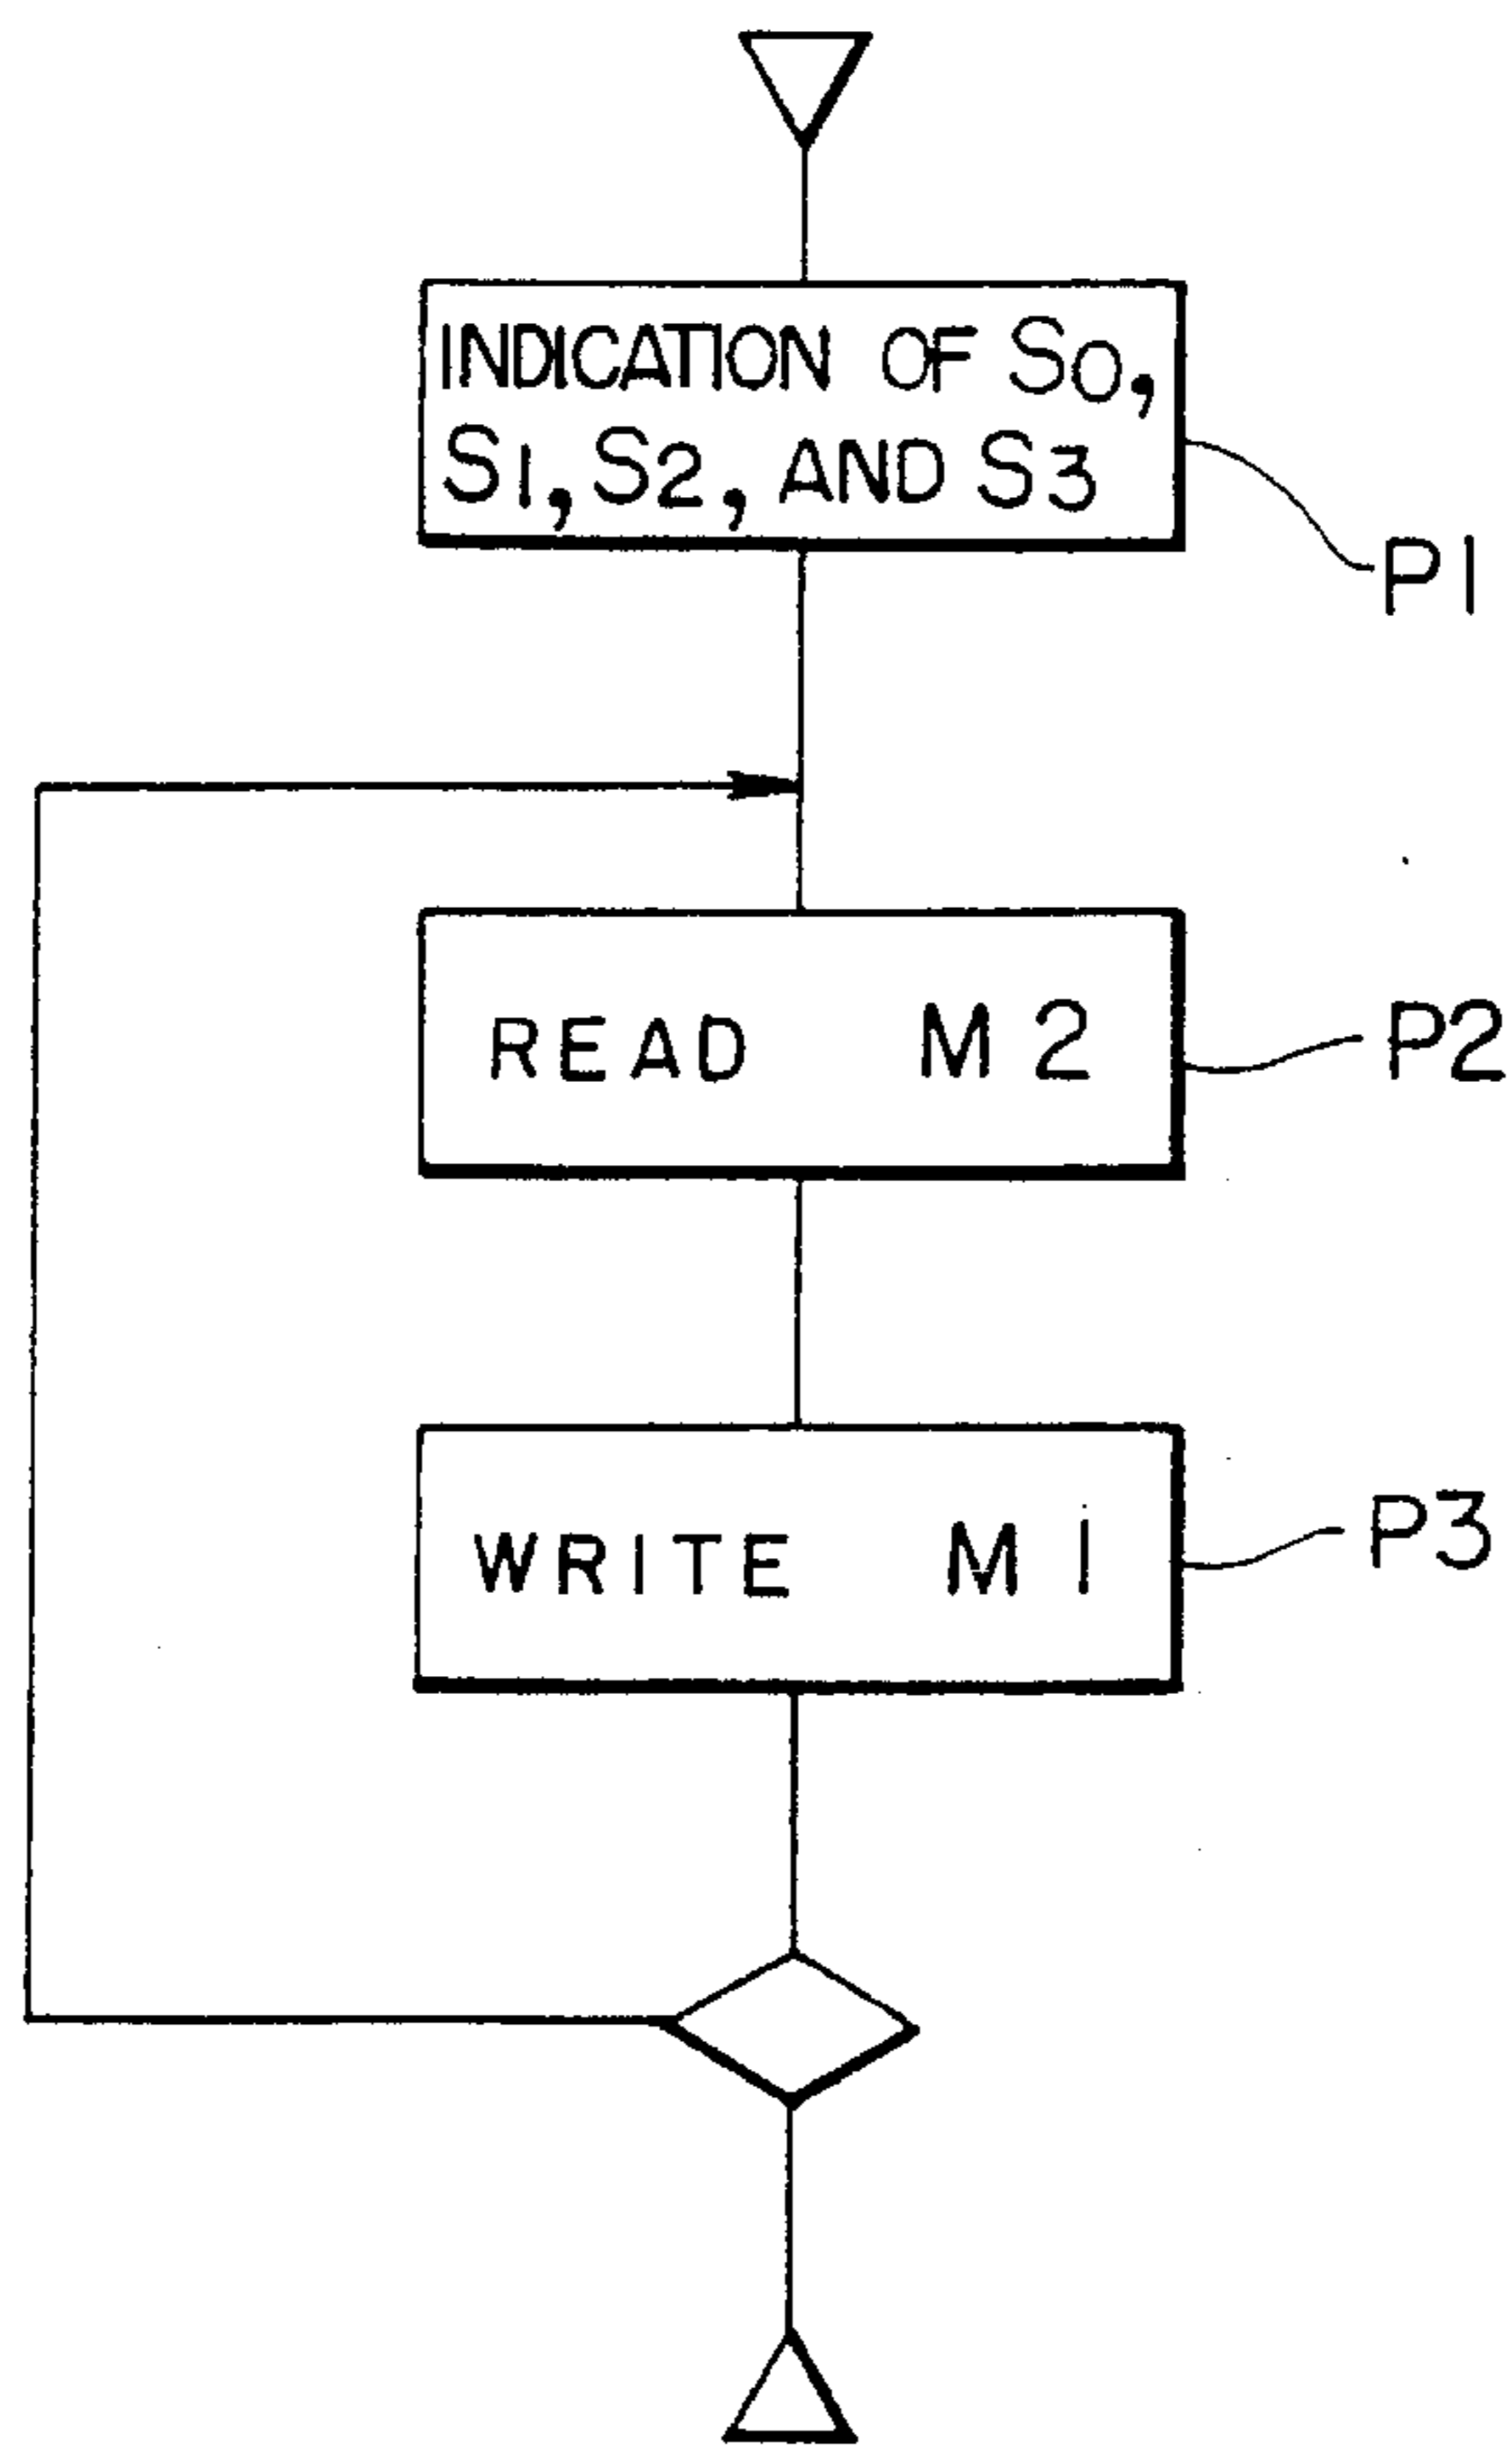 INDICATION OF S0,
S1, S2, AND S3
P1
READ M2
P2
WRITE M1
P3